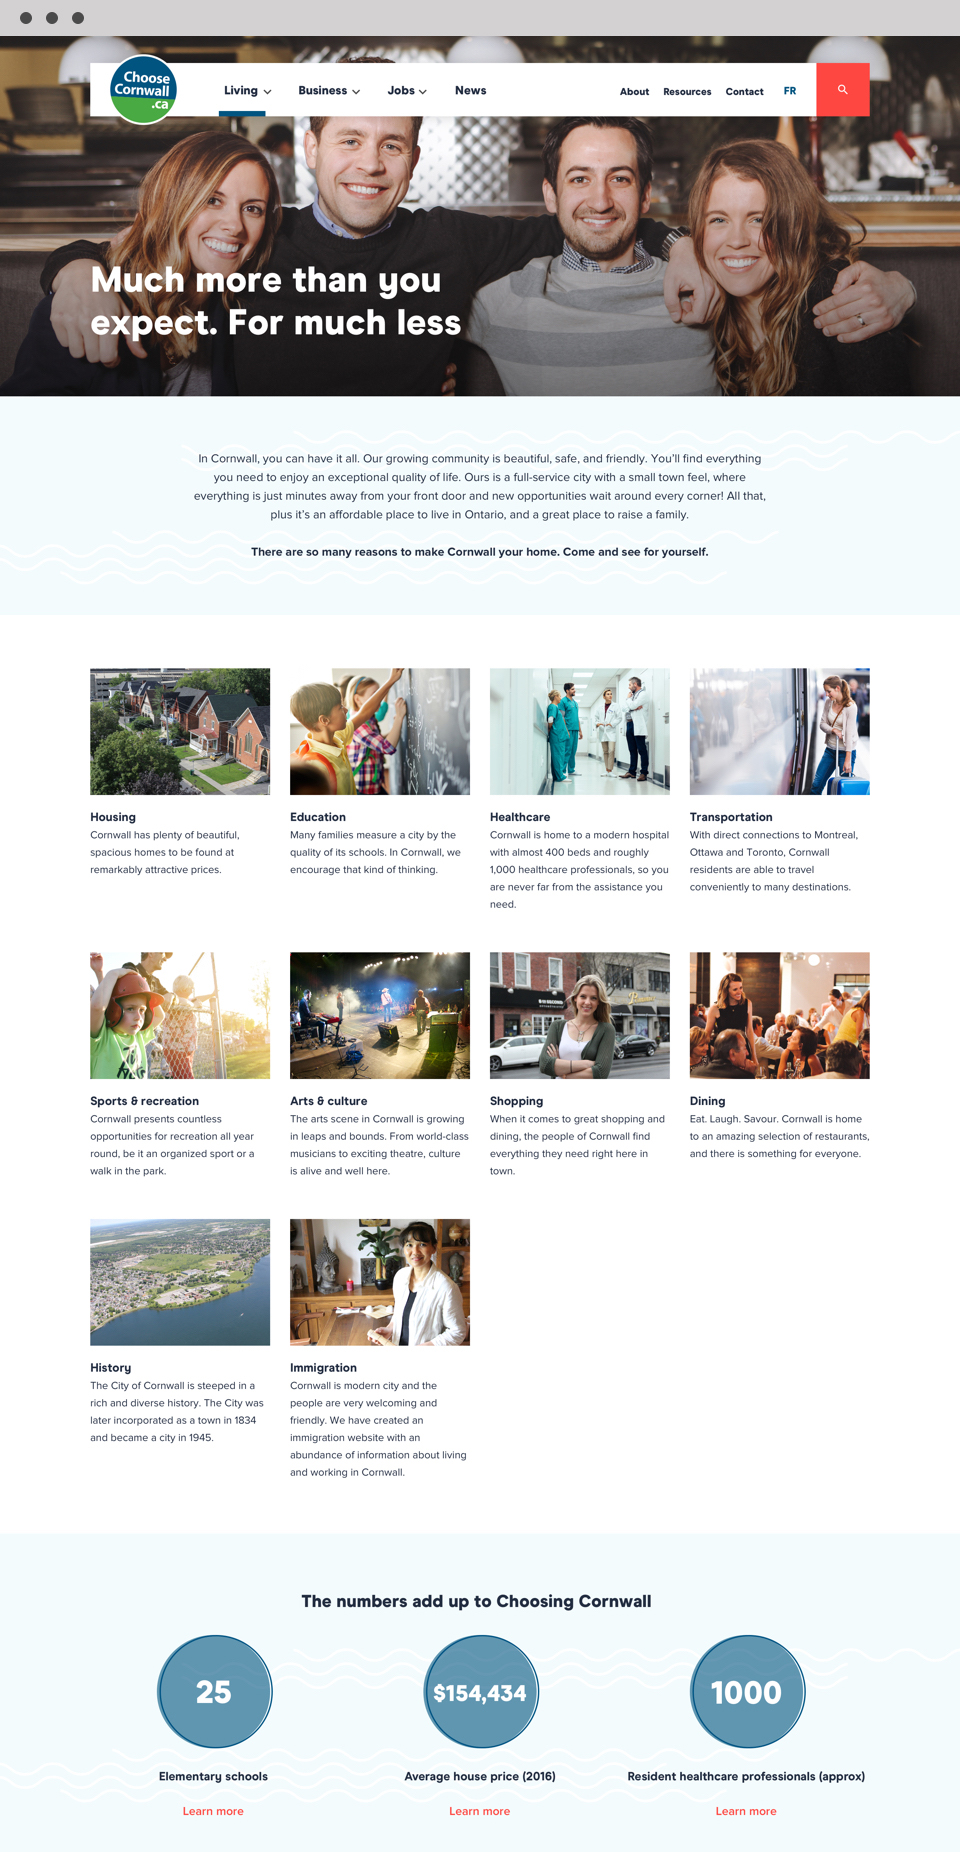 Choose
Cornwall
.ca
Living
Business
Jobs
News
About
Resources
Contact
FR
Much more than you
expect. For much less
In Cornwall, you can have it all. Our growing community is beautiful, safe, and friendly. You'll find everything
you need to enjoy an exceptional quality of life. Ours is a full-service city with a small town feel, where
everything is just minutes away from your front door and new opportunities wait around every corner! All that,
plus it's an affordable place to live in Ontario, and a great place to raise a family.
There are so many reasons to make Cornwall your home. Come and see for yourself.
Housing
Cornwall has plenty of beautiful,
spacious homes to be found at
remarkably attractive prices.
Education
Many families measure a city by the
quality of its schools. In Cornwall, we
encourage that kind of thinking.
Healthcare
Cornwall is home to a modern hospital
with almost 400 beds and roughly
1,000 healthcare professionals, so you
are never far from the assistance you
need.
Transportation
With direct connections to Montreal,
Ottawa and Toronto, Cornwall
residents are able to travel
conveniently to many destinations.
Sports & recreation
Cornwall presents countless
opportunities for recreation all year
round, be it an organized sport or a
walk in the park.
Arts & culture
The arts scene in Cornwall is growing
in leaps and bounds. From world-class
musicians to exciting theatre, culture
is alive and well here.
Shopping
When it comes to great shopping and
dining, the people of Cornwall find
everything they need right here in
town.
Dining
Eat. Laugh. Savour. Cornwall is home
to an amazing selection of restaurants,
and there is something for everyone.
History
The City of Cornwall is steeped in a
rich and diverse history. The City was
later incorporated as a town in 1834
and became a city in 1945.
Immigration
Cornwall is modern city and the
people are very welcoming and
friendly. We have created an
immigration website with an
abundance of information about living
and working in Cornwall.
The numbers add up to Choosing Cornwall
25
$154,434
1000
Elementary schools
Average house price (2016)
Resident healthcare professionals (approx)
Learn more
Learn more
Learn more